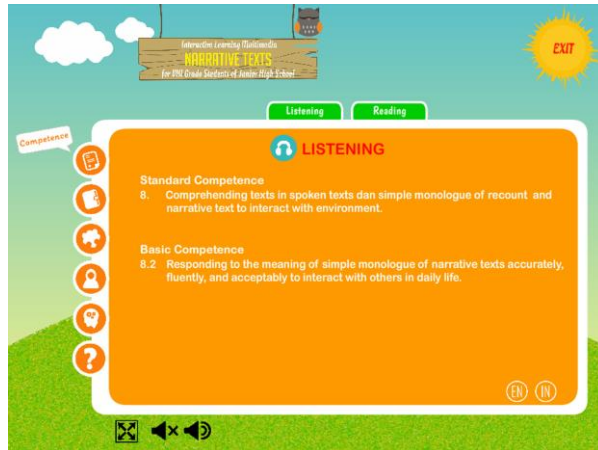 Interactive Learning Multimedia
NARRATIVE TEXTS
for VIII Grade Students of Junior High School
EXIT
Listening
Reading
Competence
LISTENING
Standard Competence
8. Comprehending texts in spoken texts dan simple monologue of recount and
narrative text to interact with environment.
Basic Competence
8.2 Responding to the meaning of simple monologue of narrative texts accurately,
fluently, and acceptably to interact with others in daily life.
?
EN
IN